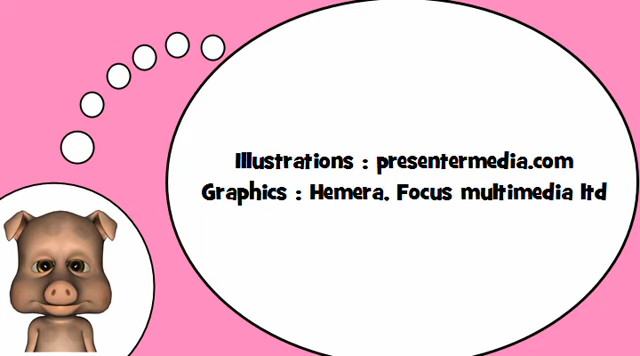 Illustrations : presentermedia.com
Graphics : Hemera, Focus multimedia ltd